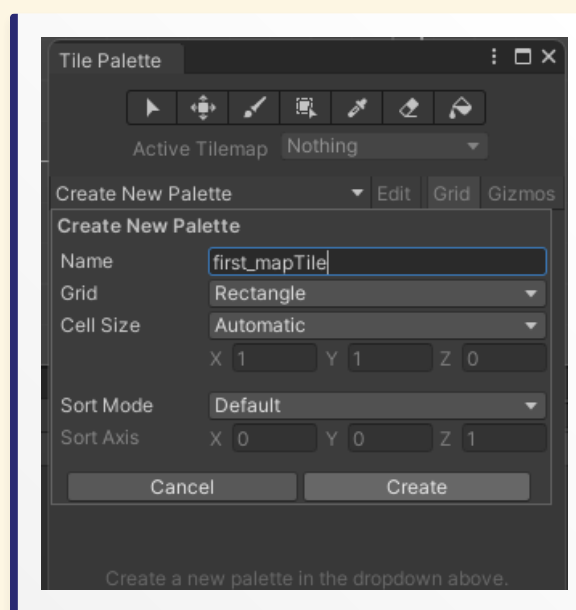 Tile Palette
Active Tilemap Nothing
Create New Palette Edit Grid Gizmos
Create New Palette
Name first_mapTile
Grid Rectangle
Cell Size Automatic
X 1 Y 1 Z 0
Sort Mode Default
Sort Axis X 0 Y 0 Z 1
Cancel Create
Create a new palette in the dropdown above.